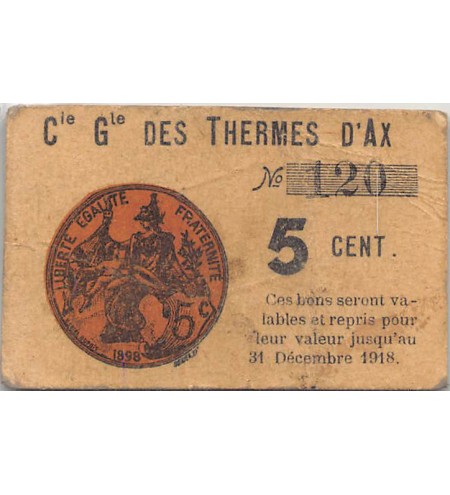 Cie Gle DES THERMES D'AX
No 120
LIBERTE EGALITE FRATERNITE
5 CENT.
5c
1898
Ces bons seront va-
lables et repris pour
leur valeur jusqu'au
31 Décembre 1918.